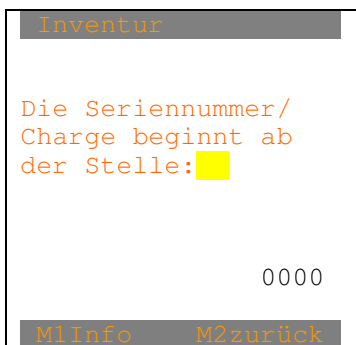 Inventur
Die Seriennummer/
Charge beginnt ab
der Stelle:
0000
M1Info M2zurück